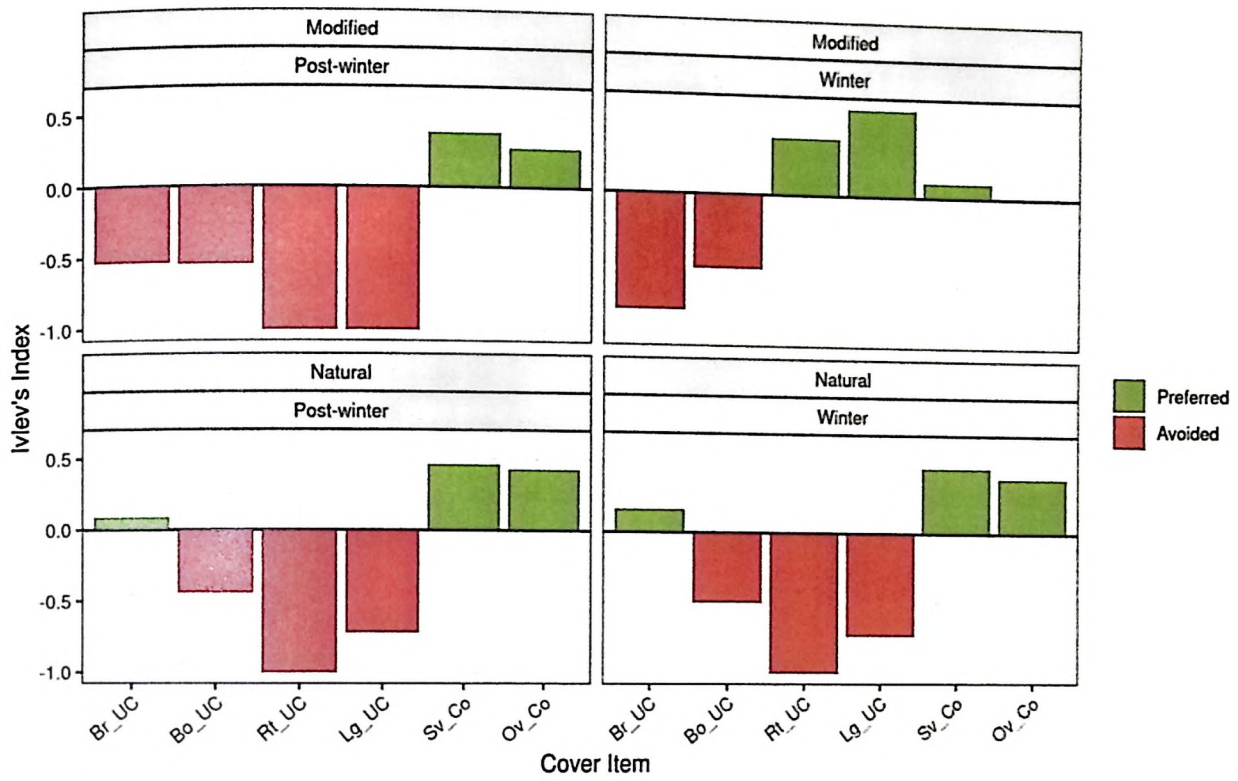 Modified
Post-winter
Modified
Winter
0.5
0.0
-0.5
-1.0
Natural
Post-winter
Natural
Winter
0.5
0.0
-0.5
-1.0
Ivlev's Index
Br_UC
Bo_UC
Rt_UC
Lg_UC
Sv_Co
Ov_Co
Br_UC
Bo_UC
Rt_UC
Lg_UC
Sv_Co
Ov_Co
Cover Item
Preferred
Avoided